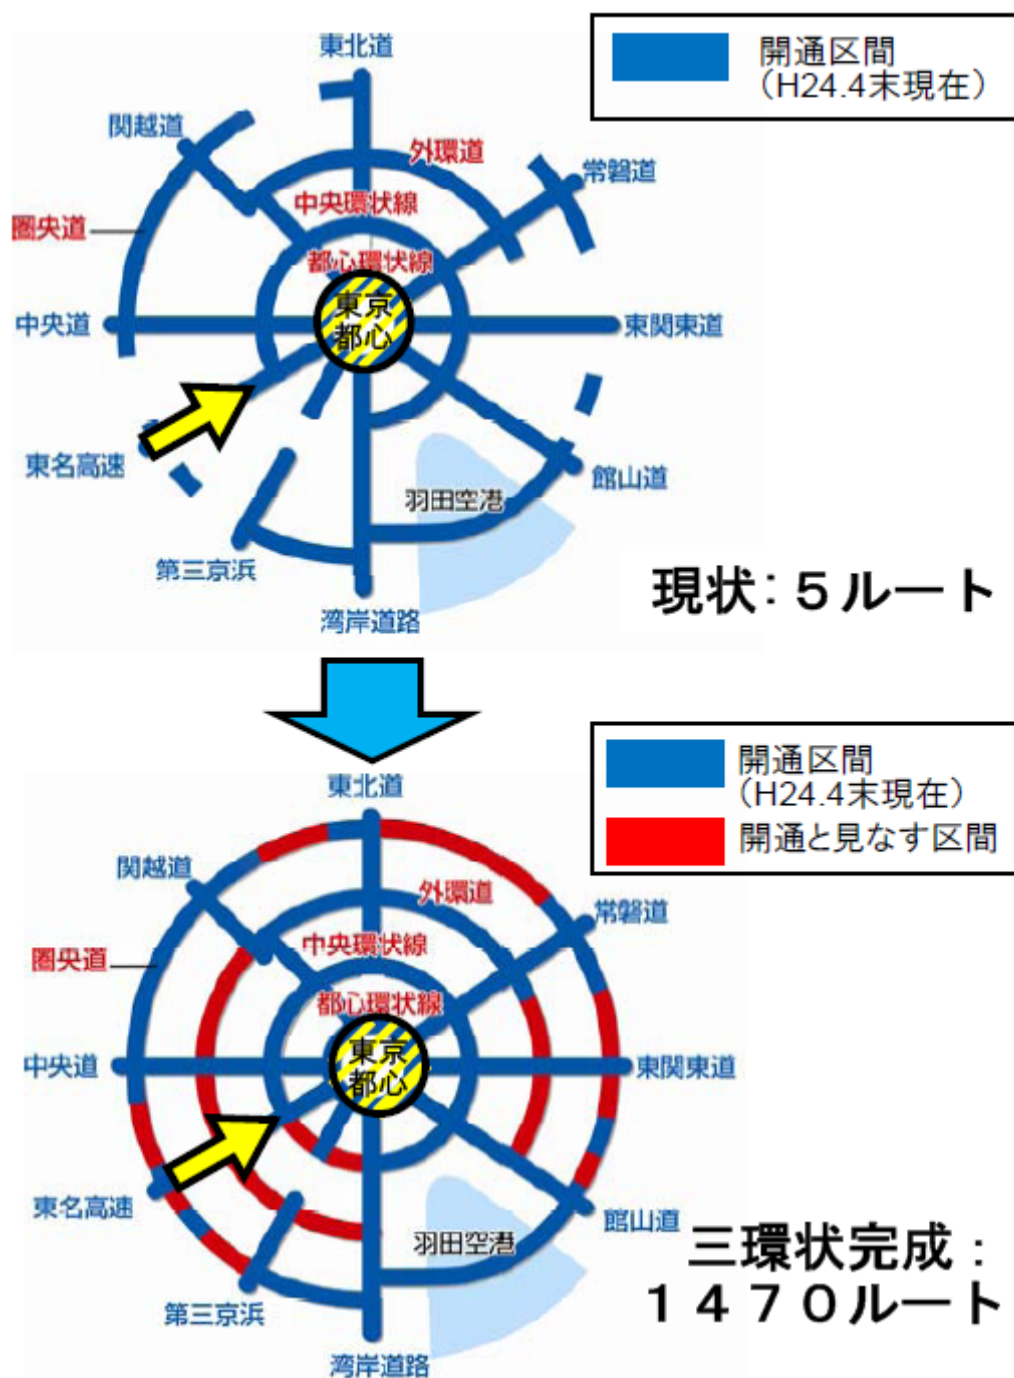 東北道
開通区間
（H24.4末現在）
関越道
外環道
常磐道
中央環状線
圏央道
都心環状線
東京
都心
中央道
東関東道
東名高速
館山道
羽田空港
第三京浜
湾岸道路
現状：５ルート
開通区間
（H24.4末現在）
開通と見なす区間
東北道
関越道
外環道
常磐道
中央環状線
圏央道
都心環状線
東京
都心
中央道
東関東道
東名高速
館山道
羽田空港
第三京浜
湾岸道路
三環状完成：
１４７０ルート